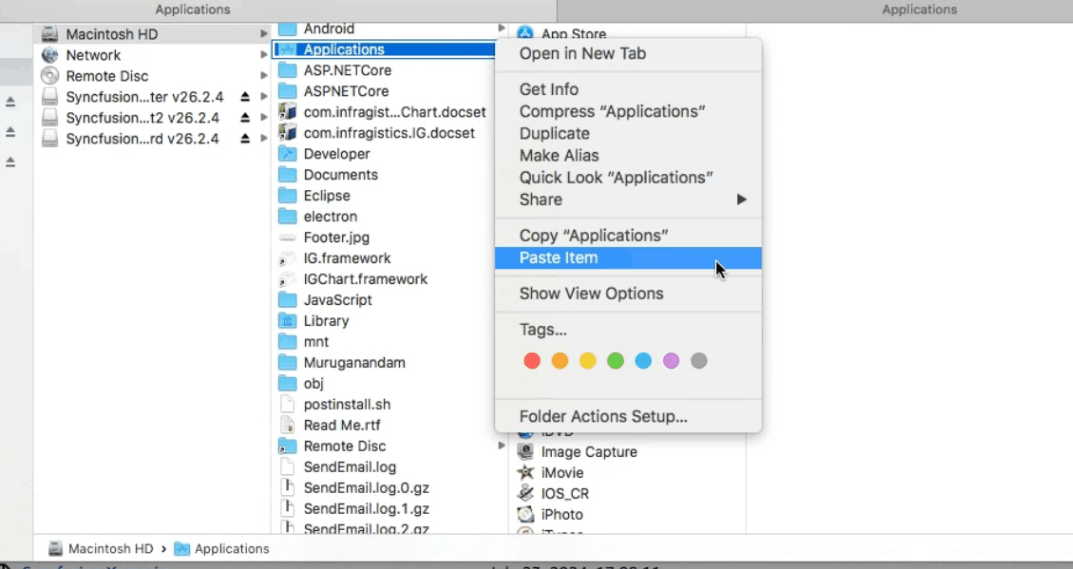 Applications
Applications
Macintosh HD
Network
Remote Disc
Syncfusion...ter v26.2.4
Syncfusion...t2 v26.2.4
Syncfusion...rd v26.2.4
Android
Applications
ASP.NETCore
ASPNETCore
com.infragist...Chart.docset
com.infragistics.IG.docset
Developer
Documents
Eclipse
electron
Footer.jpg
IG.framework
IGChart.framework
JavaScript
Library
mnt
Muruganandam
obj
postinstall.sh
Read Me.rtf
Remote Disc
SendEmail.log
SendEmail.log.0.gz
SendEmail.log.1.gz
SendEmail.log.2.gz
App Store
Open in New Tab
Get Info
Compress “Applications”
Duplicate
Make Alias
Quick Look “Applications”
Share
Copy “Applications”
Paste Item
Show View Options
Tags...
Folder Actions Setup...
iDVD
Image Capture
iMovie
IOS_CR
iPhoto
iTunes
Macintosh HD › Applications